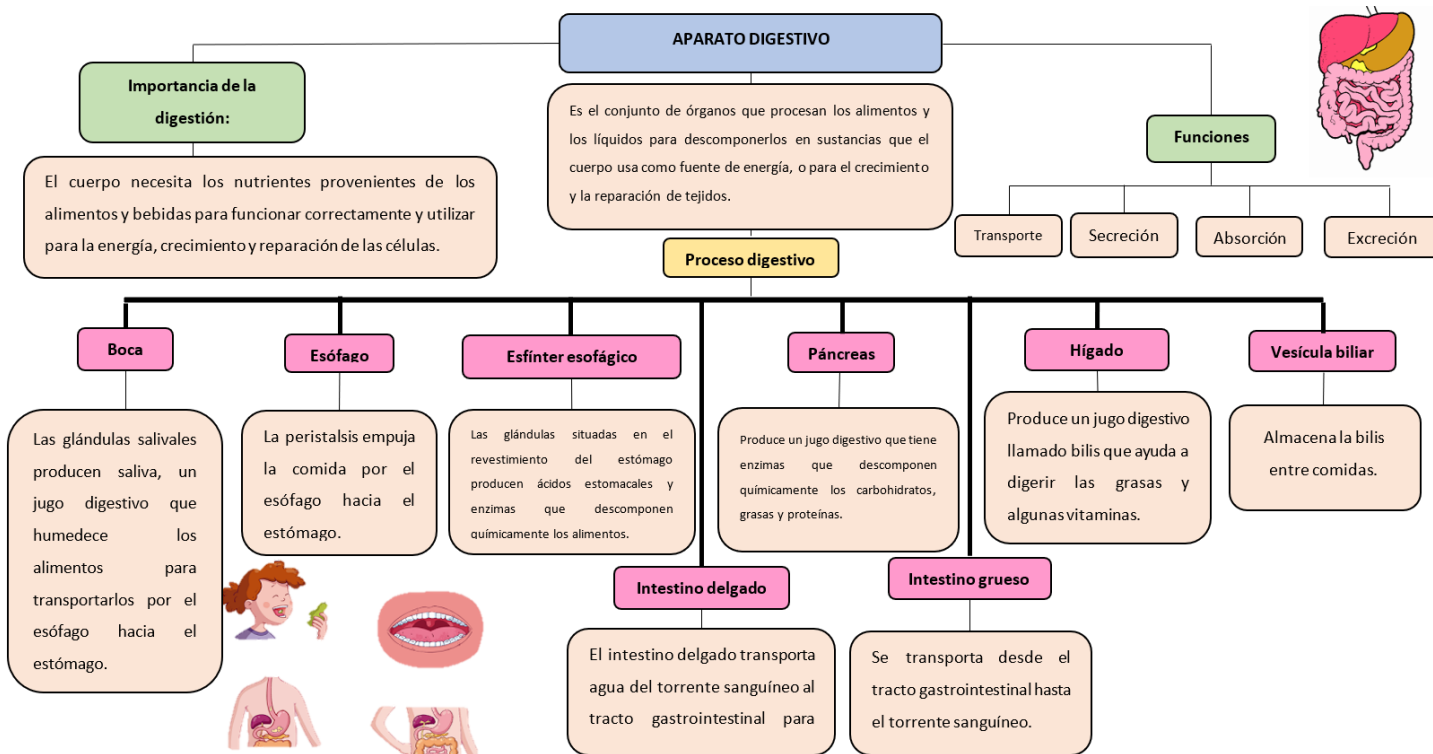 APARATO DIGESTIVO
Importancia de la
digestión:
El cuerpo necesita los nutrientes provenientes de los
alimentos y bebidas para funcionar correctamente y utilizar
para la energía, crecimiento y reparación de las células.
Es el conjunto de órganos que procesan los alimentos y
los líquidos para descomponerlos en sustancias que el
cuerpo usa como fuente de energía, o para el crecimiento
y la reparación de tejidos.
Funciones
Transporte
Secreción
Absorción
Excreción
Proceso digestivo
Boca
Las glándulas salivales
producen saliva, un
jugo digestivo que
humedece los
alimentos para
transportarlos por el
esófago hacia el
estómago.
Esófago
La peristalsis empuja
la comida por el
esófago hacia el
estómago.
Esfínter esofágico
Las glándulas situadas en el
revestimiento del estómago
producen ácidos estomacales y
enzimas que descomponen
químicamente los alimentos.
Intestino delgado
El intestino delgado transporta
agua del torrente sanguíneo al
tracto gastrointestinal para
Páncreas
Produce un jugo digestivo que tiene
enzimas que descomponen
químicamente los carbohidratos,
grasas y proteínas.
Intestino grueso
Se transporta desde el
tracto gastrointestinal hasta
el torrente sanguíneo.
Hígado
Produce un jugo digestivo
llamado bilis que ayuda a
digerir las grasas y
algunas vitaminas.
Vesícula biliar
Almacena la bilis
entre comidas.